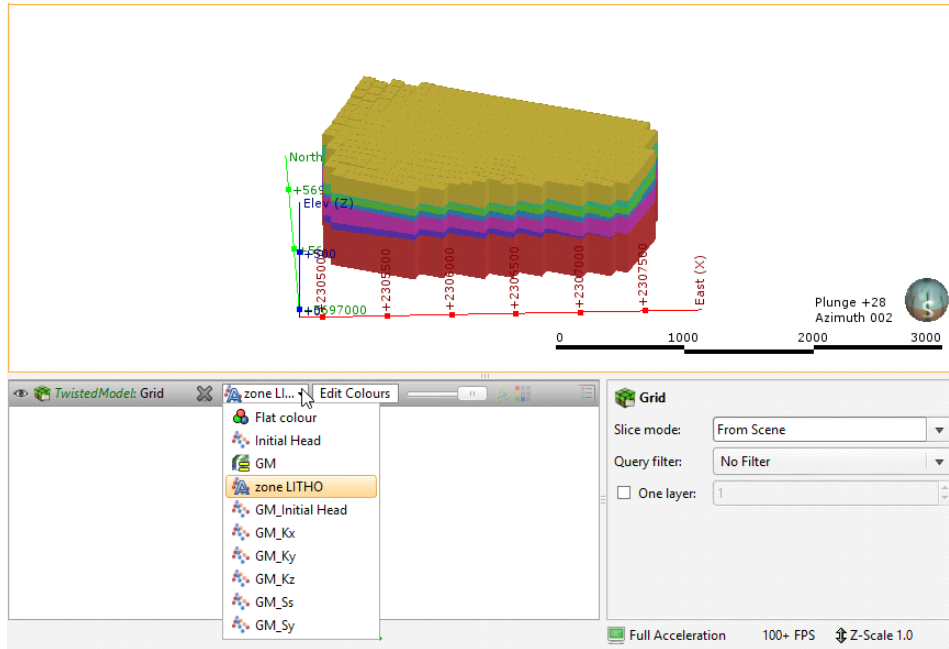 North
+569
Elev (Z)
+500
+2305000
+2305500
+2306000
+2306500
+2307000
+2307500
East (X)
Plunge +28
Azimuth 002
0 1000 2000 3000
TwistedModel: Grid
zone LI...
Edit Colours
Flat colour
Initial Head
GM
zone LITHO
GM_Initial Head
GM_Kx
GM_Ky
GM_Kz
GM_Ss
GM_Sy
Grid
Slice mode: From Scene
Query filter: No Filter
One layer: 1
Full Acceleration 100+ FPS Z-Scale 1.0